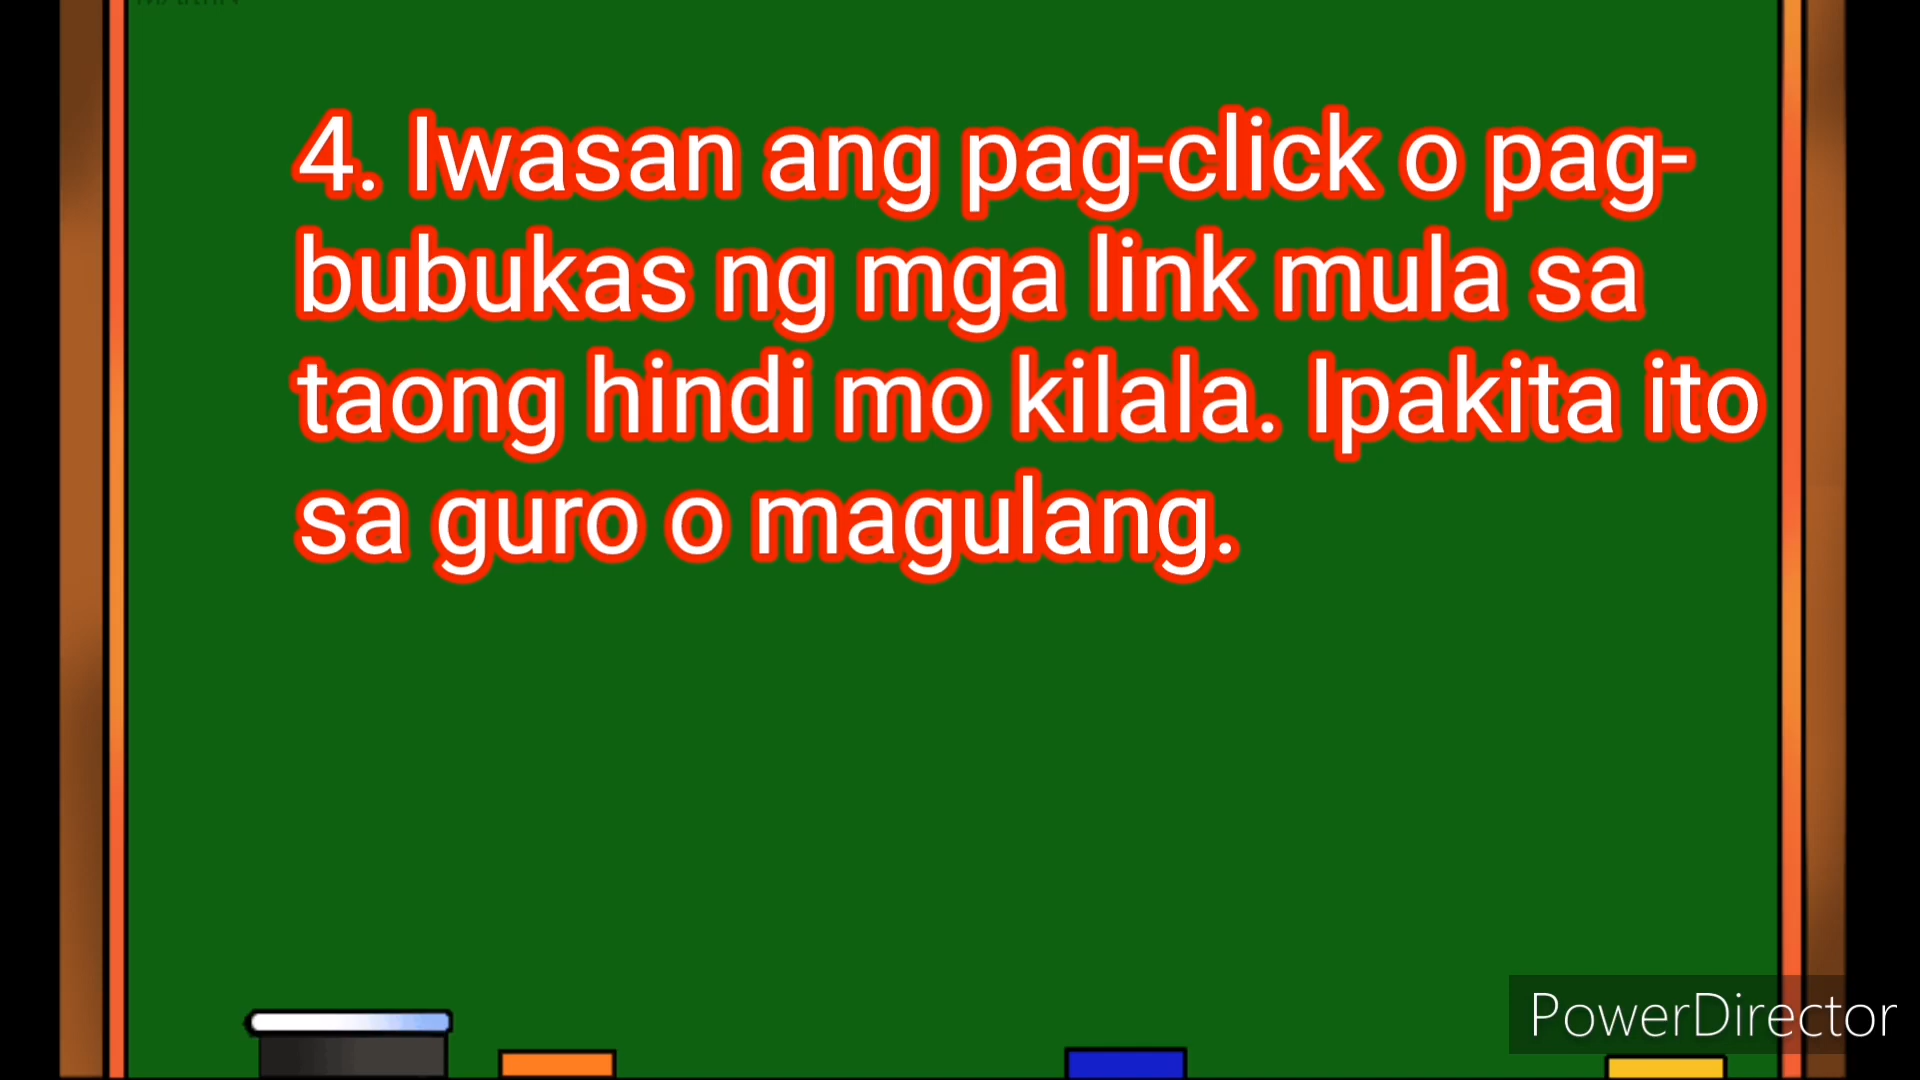 4. Iwasan ang pag-click o pag-
bubukas ng mga link mula sa
taong hindi mo kilala. Ipakita ito
sa guro o magulang.
PowerDirector